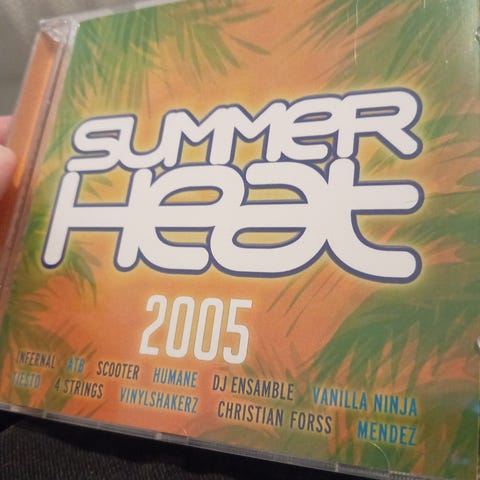 SUMMER
Heat
2005
INFERNAL ATB SCOOTER HUMANE DJ ENSAMBLE VANILLA NINJA
TIESTO 4 STRINGS VINYLSHAKERZ CHRISTIAN FORSS MENDEZ